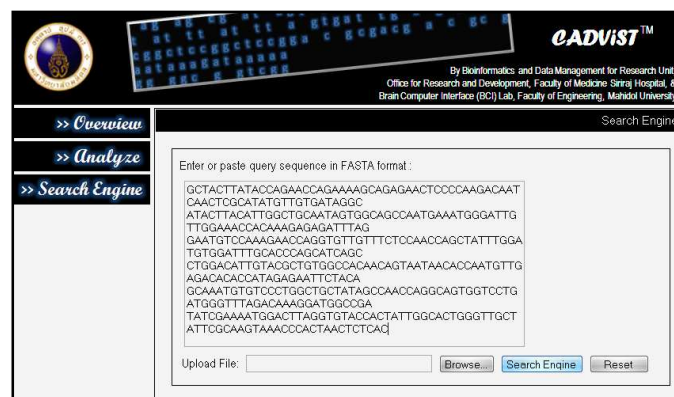 CADViST™
By Bioinformatics and Data Management for Research Unit
Office for Research and Development, Faculty of Medicine Siriraj Hospital, &
Brain Computer Interface (BCI) Lab, Faculty of Engineering, Mahidol University
>> Overview
>> Analyze
>> Search Engine
Search Engine
Enter or paste query sequence in FASTA format :
GCTACTTATACCAGAACCAGAAAAGCAGAGAACTCCCCAAGACAAT
CAACTCGCATATGTTGTGATAGGC
ATACTTACATTGGCTGCAATAGTGGCAGCCAATGAAATGGGATTG
TTGGAAACCACAAAGAGAGATTTAG
GAATGTCCAAAGAACCAGGTGTTGTTTCTCCAACCAGCTATTTGGA
TGTGGATTTGCACCCAGCATCAGC
CTGGACATTGTACGCTGTGGCCACAACAGTAATAACACCAATGTTG
AGACACACCATAGAGAATTCTACA
GCAAATGTGTCCCTGGCTGCTATAGCCAACCAGGCAGTGGTCCTG
ATGGGTTTAGACAAAGGATGGCCGA
TATCGAAAATGGACTTAGGTGTACCACTATTGGCACTGGGTTGCT
ATTCGCAAGTAAACCCACTAACTCTCAC
Upload File:
Browse...
Search Engine
Reset